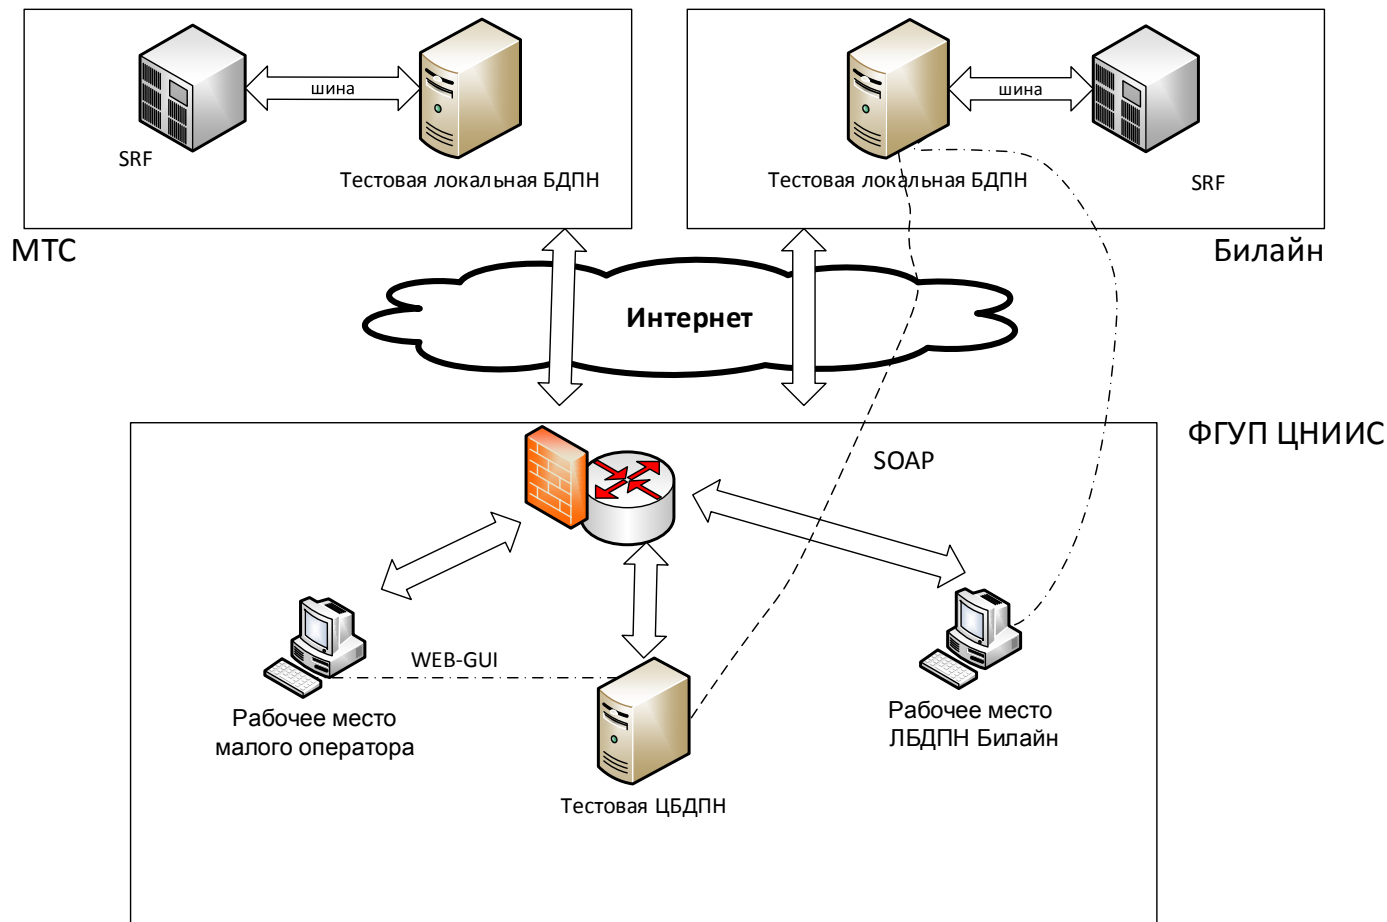 шина
SRF
Тестовая локальная БДПН
МТС
шина
Тестовая локальная БДПН
SRF
Билайн
Интернет
ФГУП ЦНИИС
SOAP
WEB-GUI
Рабочее место
малого оператора
Тестовая ЦБДПН
Рабочее место
ЛБДПН Билайн